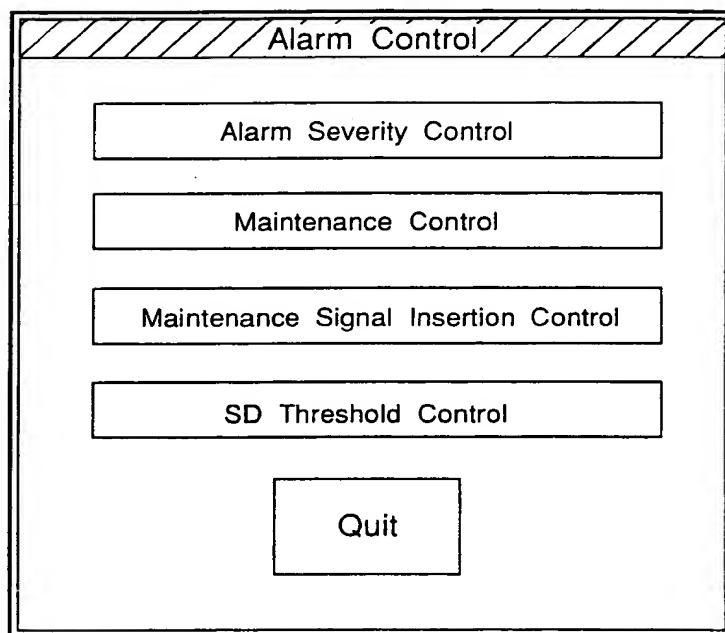 Alarm Control
Alarm Severity Control
Maintenance Control
Maintenance Signal Insertion Control
SD Threshold Control
Quit